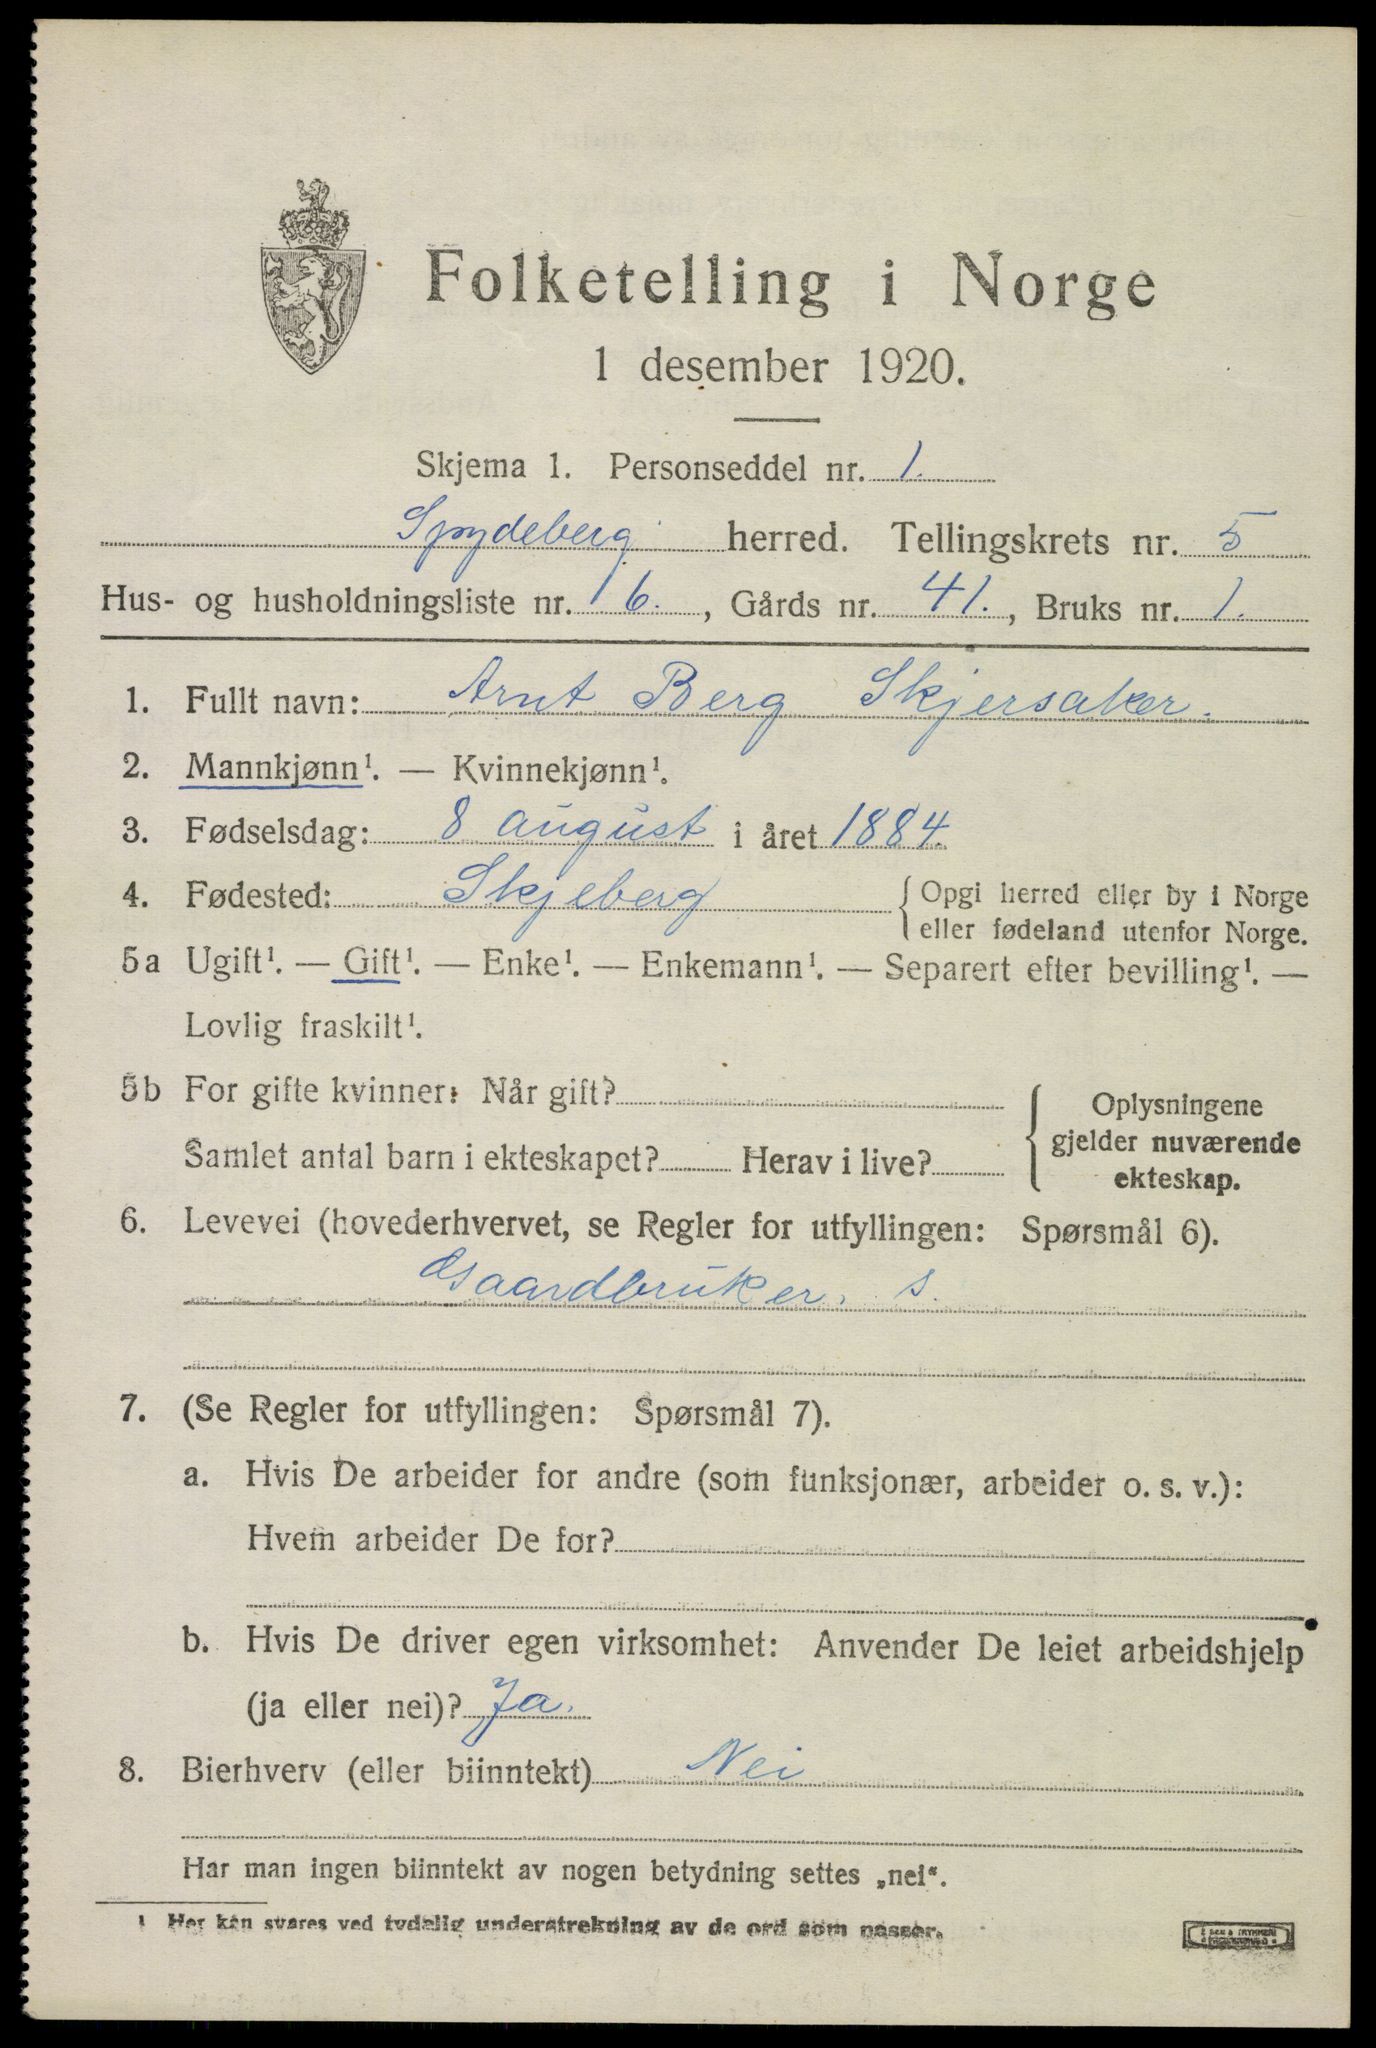 Folketelling i Norge
1 desember 1920.
Skjema 1. Personseddel nr. 1.
Spydeberg herred. Tellingskrets nr. 5
Hus- og husholdningsliste nr. 16., Gårds nr. 41., Bruks nr. 1.
1. Fullt navn: Arnt Berg Skjersaker.
2. Mannkjønn¹. — Kvinnekjønn¹.
3. Fødselsdag: 8 august i året 1884.
4. Fødested: Skjeberg { Opgi herred eller by i Norge
eller fødeland utenfor Norge.
5a Ugift¹. — Gift¹. — Enke¹. — Enkemann¹. — Separert efter bevilling¹. —
Lovlig fraskilt¹.
5b For gifte kvinner: Når gift?
Samlet antal barn i ekteskapet? Herav i live?
{ Oplysningene
gjelder nuværende
ekteskap.
6. Levevei (hovederhvervet, se Regler for utfyllingen: Spørsmål 6).
Gaardbruker. s.
7. (Se Regler for utfyllingen: Spørsmål 7).
a. Hvis De arbeider for andre (som funksjonær, arbeider o. s. v.):
Hvem arbeider De for?
b. Hvis De driver egen virksomhet: Anvender De leiet arbeidshjelp
(ja eller nei)? Ja.
8. Bierhverv (eller biinntekt) Nei
Har man ingen biinntekt av nogen betydning settes „nei“.
1 Her kan svares ved tydelig understrekning av de ord som passer.